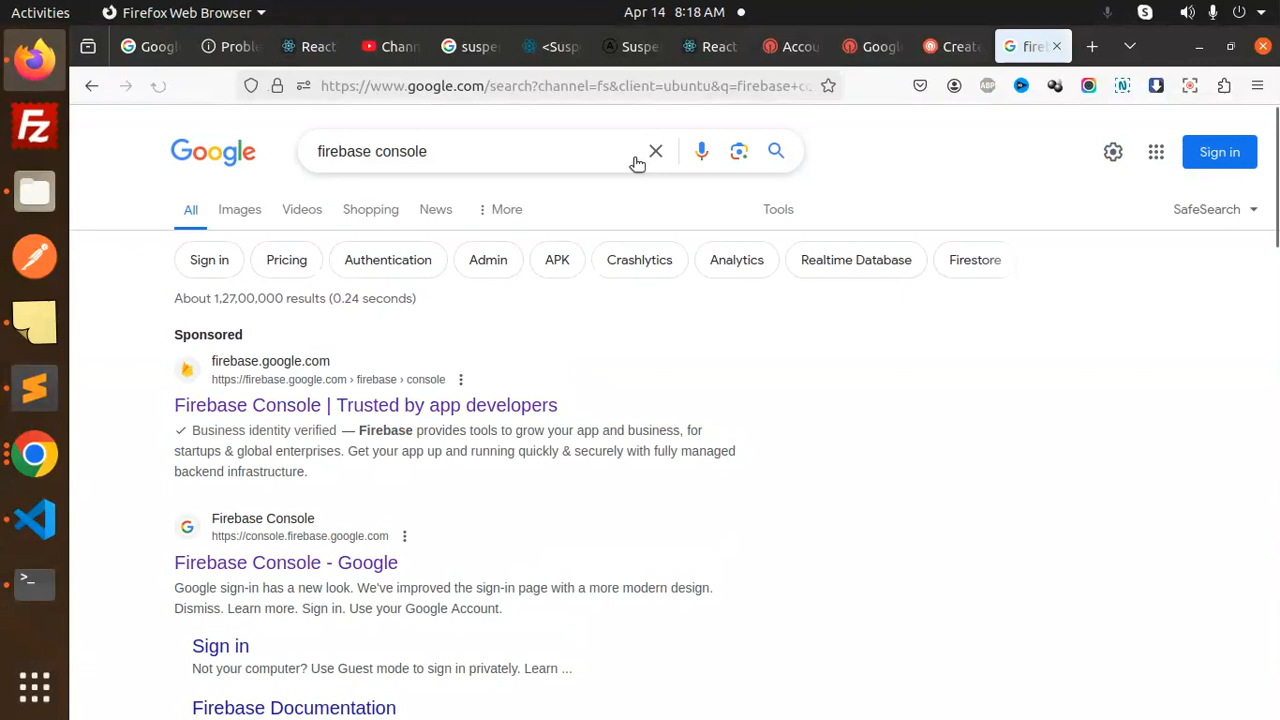 Activities
Firefox Web Browser
Apr 14 8:18 AM
Googl
Proble
React
Chann
suspe
<Susp
Suspe
React
Accou
Googl
Create
fireb
https://www.google.com/search?channel=fs&client=ubuntu&q=firebase+co
Google
firebase console
Sign in
All
Images
Videos
Shopping
News
More
Tools
SafeSearch
Sign in
Pricing
Authentication
Admin
APK
Crashlytics
Analytics
Realtime Database
Firestore
About 1,27,00,000 results (0.24 seconds)
Sponsored
firebase.google.com
https://firebase.google.com › firebase › console
Firebase Console | Trusted by app developers
Business identity verified — Firebase provides tools to grow your app and business, for
startups & global enterprises. Get your app up and running quickly & securely with fully managed
backend infrastructure.
Firebase Console
https://console.firebase.google.com
Firebase Console - Google
Google sign-in has a new look. We've improved the sign-in page with a more modern design.
Dismiss. Learn more. Sign in. Use your Google Account.
Sign in
Not your computer? Use Guest mode to sign in privately. Learn ...
Firebase Documentation